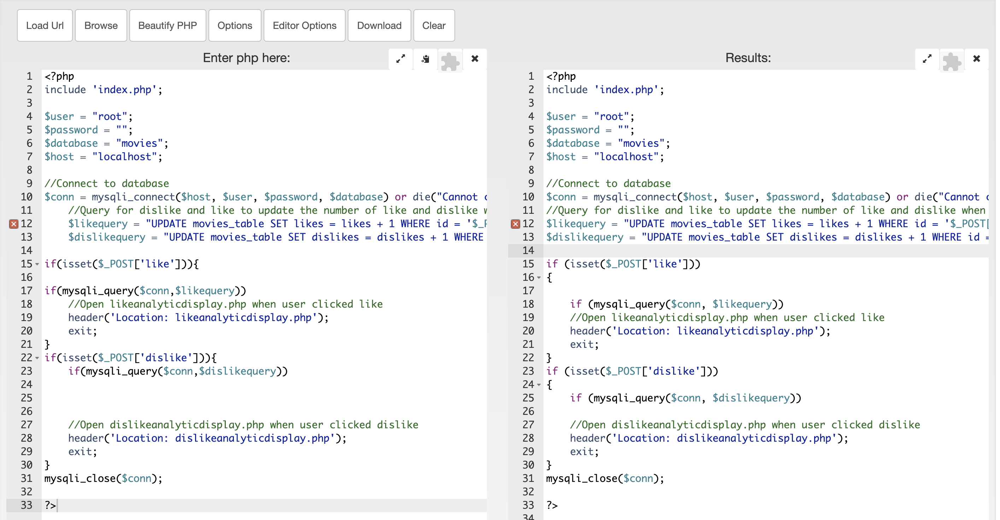 Load Url Browse Beautify PHP Options Editor Options Download Clear
Enter php here:
1 <?php
2 include 'index.php';
3
4 $user = "root";
5 $password = "";
6 $database = "movies";
7 $host = "localhost";
8
9 //Connect to database
10 $conn = mysqli_connect($host, $user, $password, $database) or die("Cannot
11 //Query for dislike and like to update the number of like and dislike
12 $likequery = "UPDATE movies_table SET likes = likes + 1 WHERE id = '$_P
13 $dislikequery = "UPDATE movies_table SET dislikes = dislikes + 1 WHERE
14
15 if(isset($_POST['like'])){
16
17 if(mysqli_query($conn,$likequery))
18 //Open likeanalyticdisplay.php when user clicked like
19 header('Location: likeanalyticdisplay.php');
20 exit;
21 }
22 if(isset($_POST['dislike'])){
23 if(mysqli_query($conn,$dislikequery))
24
25
26
27 //Open dislikeanalyticdisplay.php when user clicked dislike
28 header('Location: dislikeanalyticdisplay.php');
29 exit;
30 }
31 mysqli_close($conn);
32
33 ?>
Results:
1 <?php
2 include 'index.php';
3
4 $user = "root";
5 $password = "";
6 $database = "movies";
7 $host = "localhost";
8
9 //Connect to database
10 $conn = mysqli_connect($host, $user, $password, $database) or die("Cannot
11 //Query for dislike and like to update the number of like and dislike when
12 $likequery = "UPDATE movies_table SET likes = likes + 1 WHERE id = '$_POST[
13 $dislikequery = "UPDATE movies_table SET dislikes = dislikes + 1 WHERE id =
14
15 if (isset($_POST['like']))
16 {
17
18 if (mysqli_query($conn, $likequery))
19 //Open likeanalyticdisplay.php when user clicked like
20 header('Location: likeanalyticdisplay.php');
21 exit;
22 }
23 if (isset($_POST['dislike']))
24 {
25 if (mysqli_query($conn, $dislikequery))
26
27 //Open dislikeanalyticdisplay.php when user clicked dislike
28 header('Location: dislikeanalyticdisplay.php');
29 exit;
30 }
31 mysqli_close($conn);
32
33 ?>
34